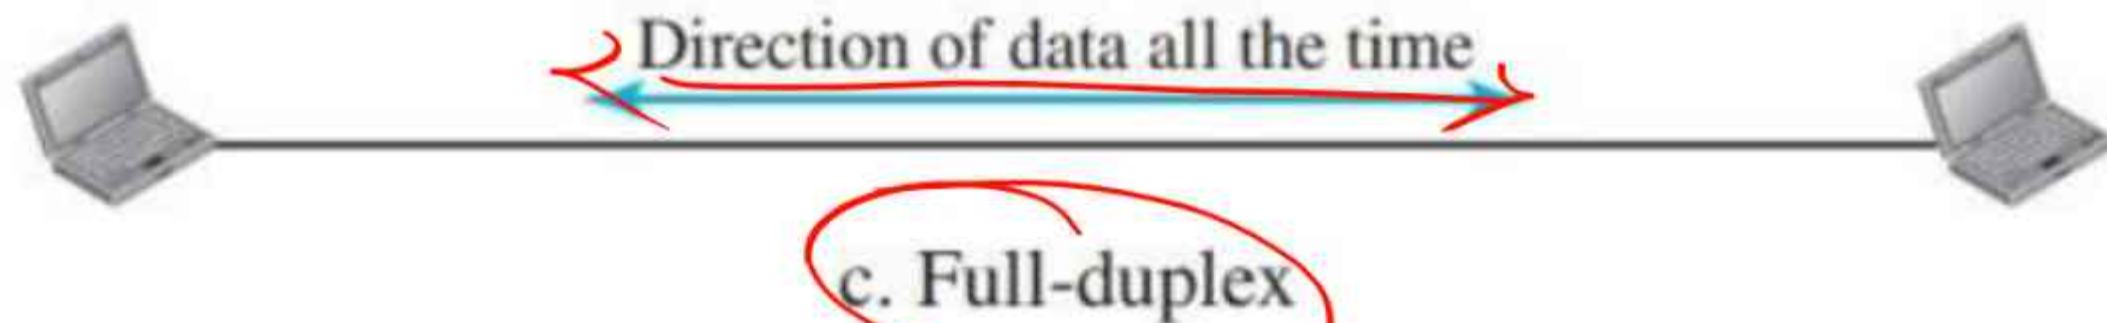 Direction of data all the time
c. Full-duplex